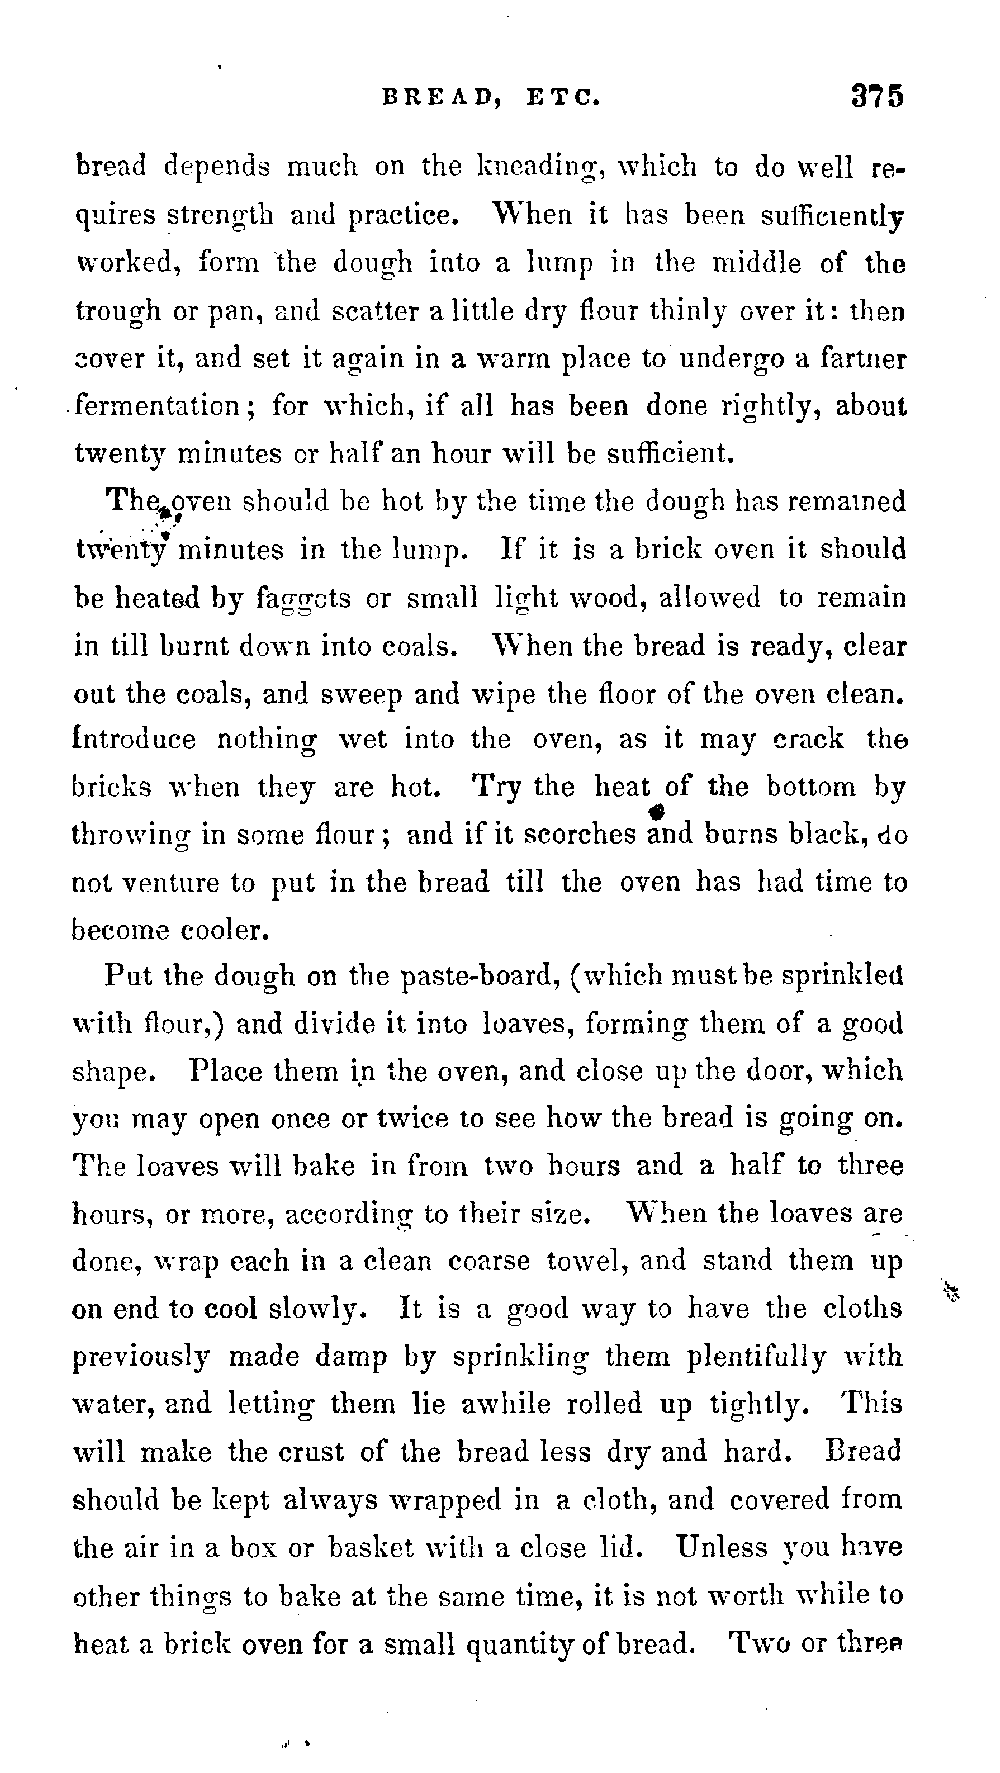 BREAD, ETC. 375
bread depends much on the kneading, which to do well re-
quires strength and practice. When it has been sufficiently
worked, form the dough into a lump in the middle of the
trough or pan, and scatter a little dry flour thinly over it: then
cover it, and set it again in a warm place to undergo a farther
fermentation; for which, if all has been done rightly, about
twenty minutes or half an hour will be sufficient.
The oven should be hot by the time the dough has remained
twenty minutes in the lump. If it is a brick oven it should
be heated by faggots or small light wood, allowed to remain
in till burnt down into coals. When the bread is ready, clear
out the coals, and sweep and wipe the floor of the oven clean.
Introduce nothing wet into the oven, as it may crack the
bricks when they are hot. Try the heat of the bottom by
throwing in some flour; and if it scorches and burns black, do
not venture to put in the bread till the oven has had time to
become cooler.
Put the dough on the paste-board, (which must be sprinkled
with flour,) and divide it into loaves, forming them of a good
shape. Place them in the oven, and close up the door, which
you may open once or twice to see how the bread is going on.
The loaves will bake in from two hours and a half to three
hours, or more, according to their size. When the loaves are
done, wrap each in a clean coarse towel, and stand them up
on end to cool slowly. It is a good way to have the cloths
previously made damp by sprinkling them plentifully with
water, and letting them lie awhile rolled up tightly. This
will make the crust of the bread less dry and hard. Bread
should be kept always wrapped in a cloth, and covered from
the air in a box or basket with a close lid. Unless you have
other things to bake at the same time, it is not worth while to
heat a brick oven for a small quantity of bread. Two or three